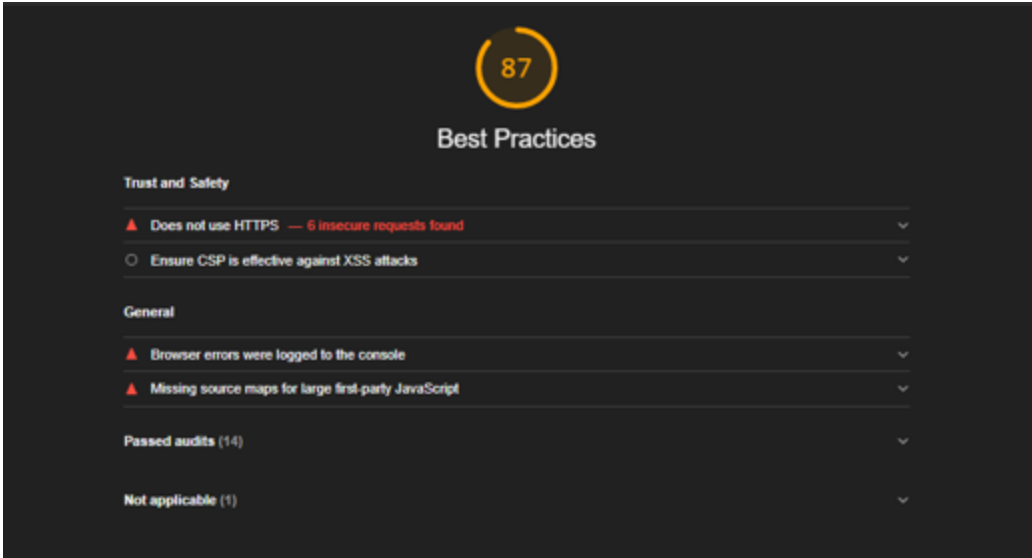 87
Best Practices
Trust and Safety
Does not use HTTPS — 6 insecure requests found
Ensure CSP is effective against XSS attacks
General
Browser errors were logged to the console
Missing source maps for large first-party JavaScript
Passed audits (14)
Not applicable (1)